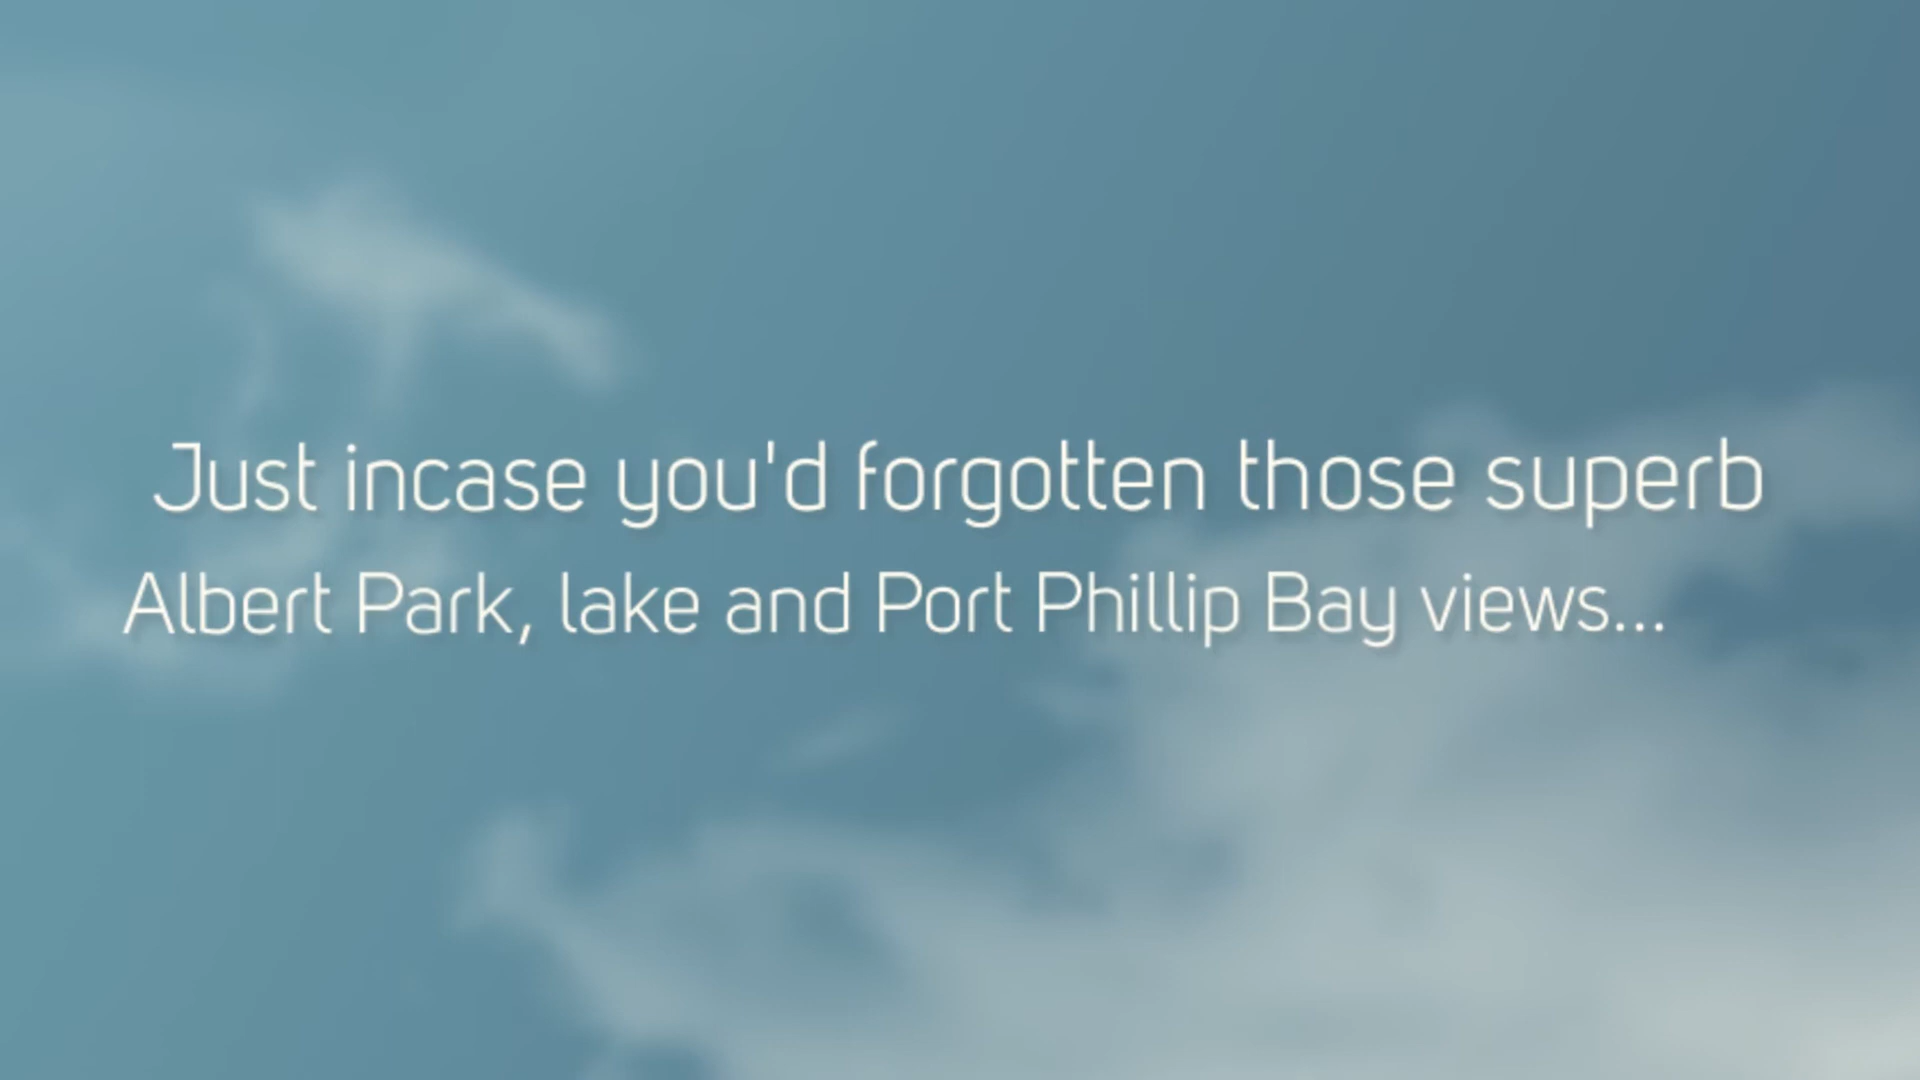 Just incase you'd forgotten those superb
Albert Park, lake and Port Phillip Bay views...